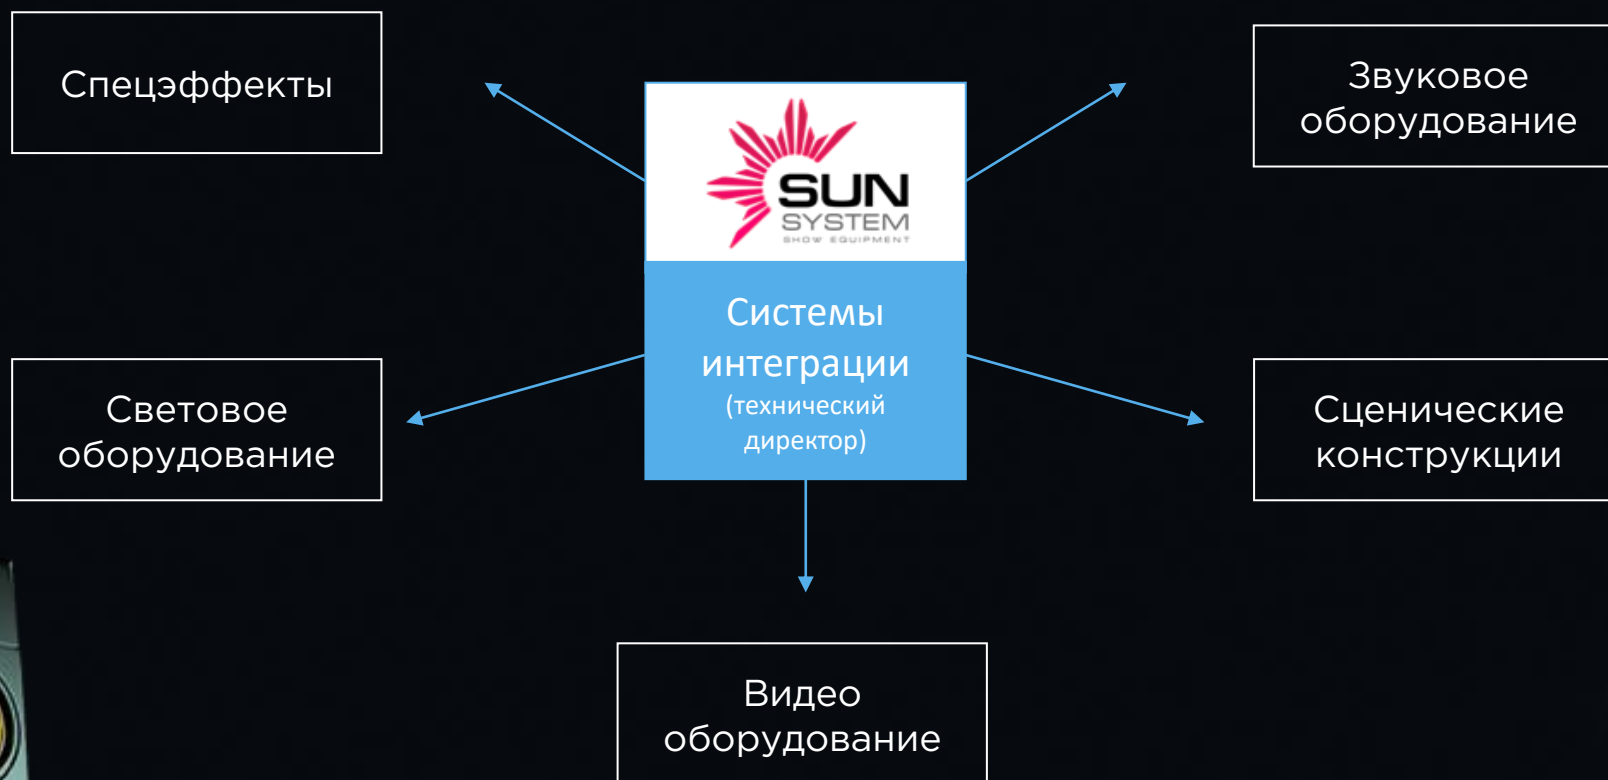 Спецэффекты
SUN
SYSTEM
SHOW EQUIPMENT
Звуковое
оборудование
Системы
интеграции
(технический
директор)
Световое
оборудование
Сценические
конструкции
Видео
оборудование